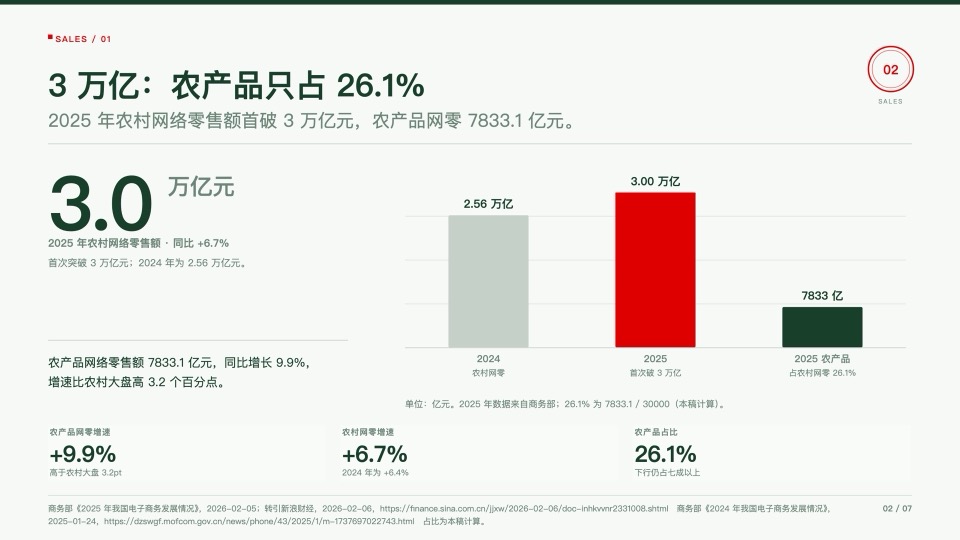 SALES / 01
3 万亿：农产品只占 26.1%
2025 年农村网络零售额首破 3 万亿元，农产品网零 7833.1 亿元。
02
SALES
3.0 万亿元
2025 年农村网络零售额 · 同比 +6.7%
首次突破 3 万亿元；2024 年为 2.56 万亿元。
农产品网络零售额 7833.1 亿元，同比增长 9.9%，
增速比农村大盘高 3.2 个百分点。
2.56 万亿
3.00 万亿
7833 亿
2024
农村网零
2025
首次破 3 万亿
2025 农产品
占农村网零 26.1%
单位：亿元。2025 年数据来自商务部；26.1% 为 7833.1 / 30000（本稿计算）。
农产品网零增速
+9.9%
高于农村大盘 3.2pt
农村网零增速
+6.7%
2024 年为 +6.4%
农产品占比
26.1%
下行仍占七成以上
商务部《2025 年我国电子商务发展情况》，2026-02-05；转引新浪财经，2026-02-06，https://finance.sina.com.cn/jjxw/2026-02-06/doc-inhkvvnr2331008.shtml 商务部《2024 年我国电子商务发展情况》，
2025-01-24，https://dzswgf.mofcom.gov.cn/news/phone/43/2025/1/m-1737697022743.html 占比为本稿计算。
02 / 07